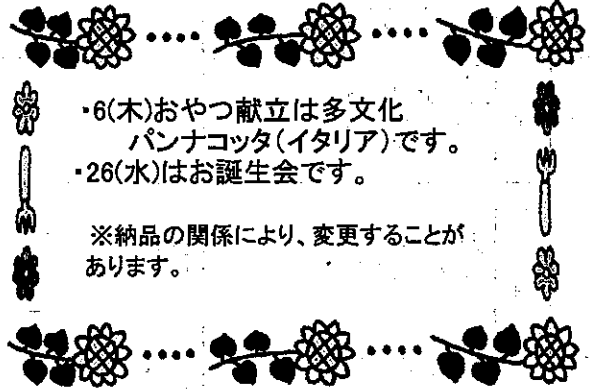 ・6(木)おやつ献立は多文化
パンナコッタ(イタリア)です。
・26(水)はお誕生会です。
※納品の関係により、変更することが
あります。